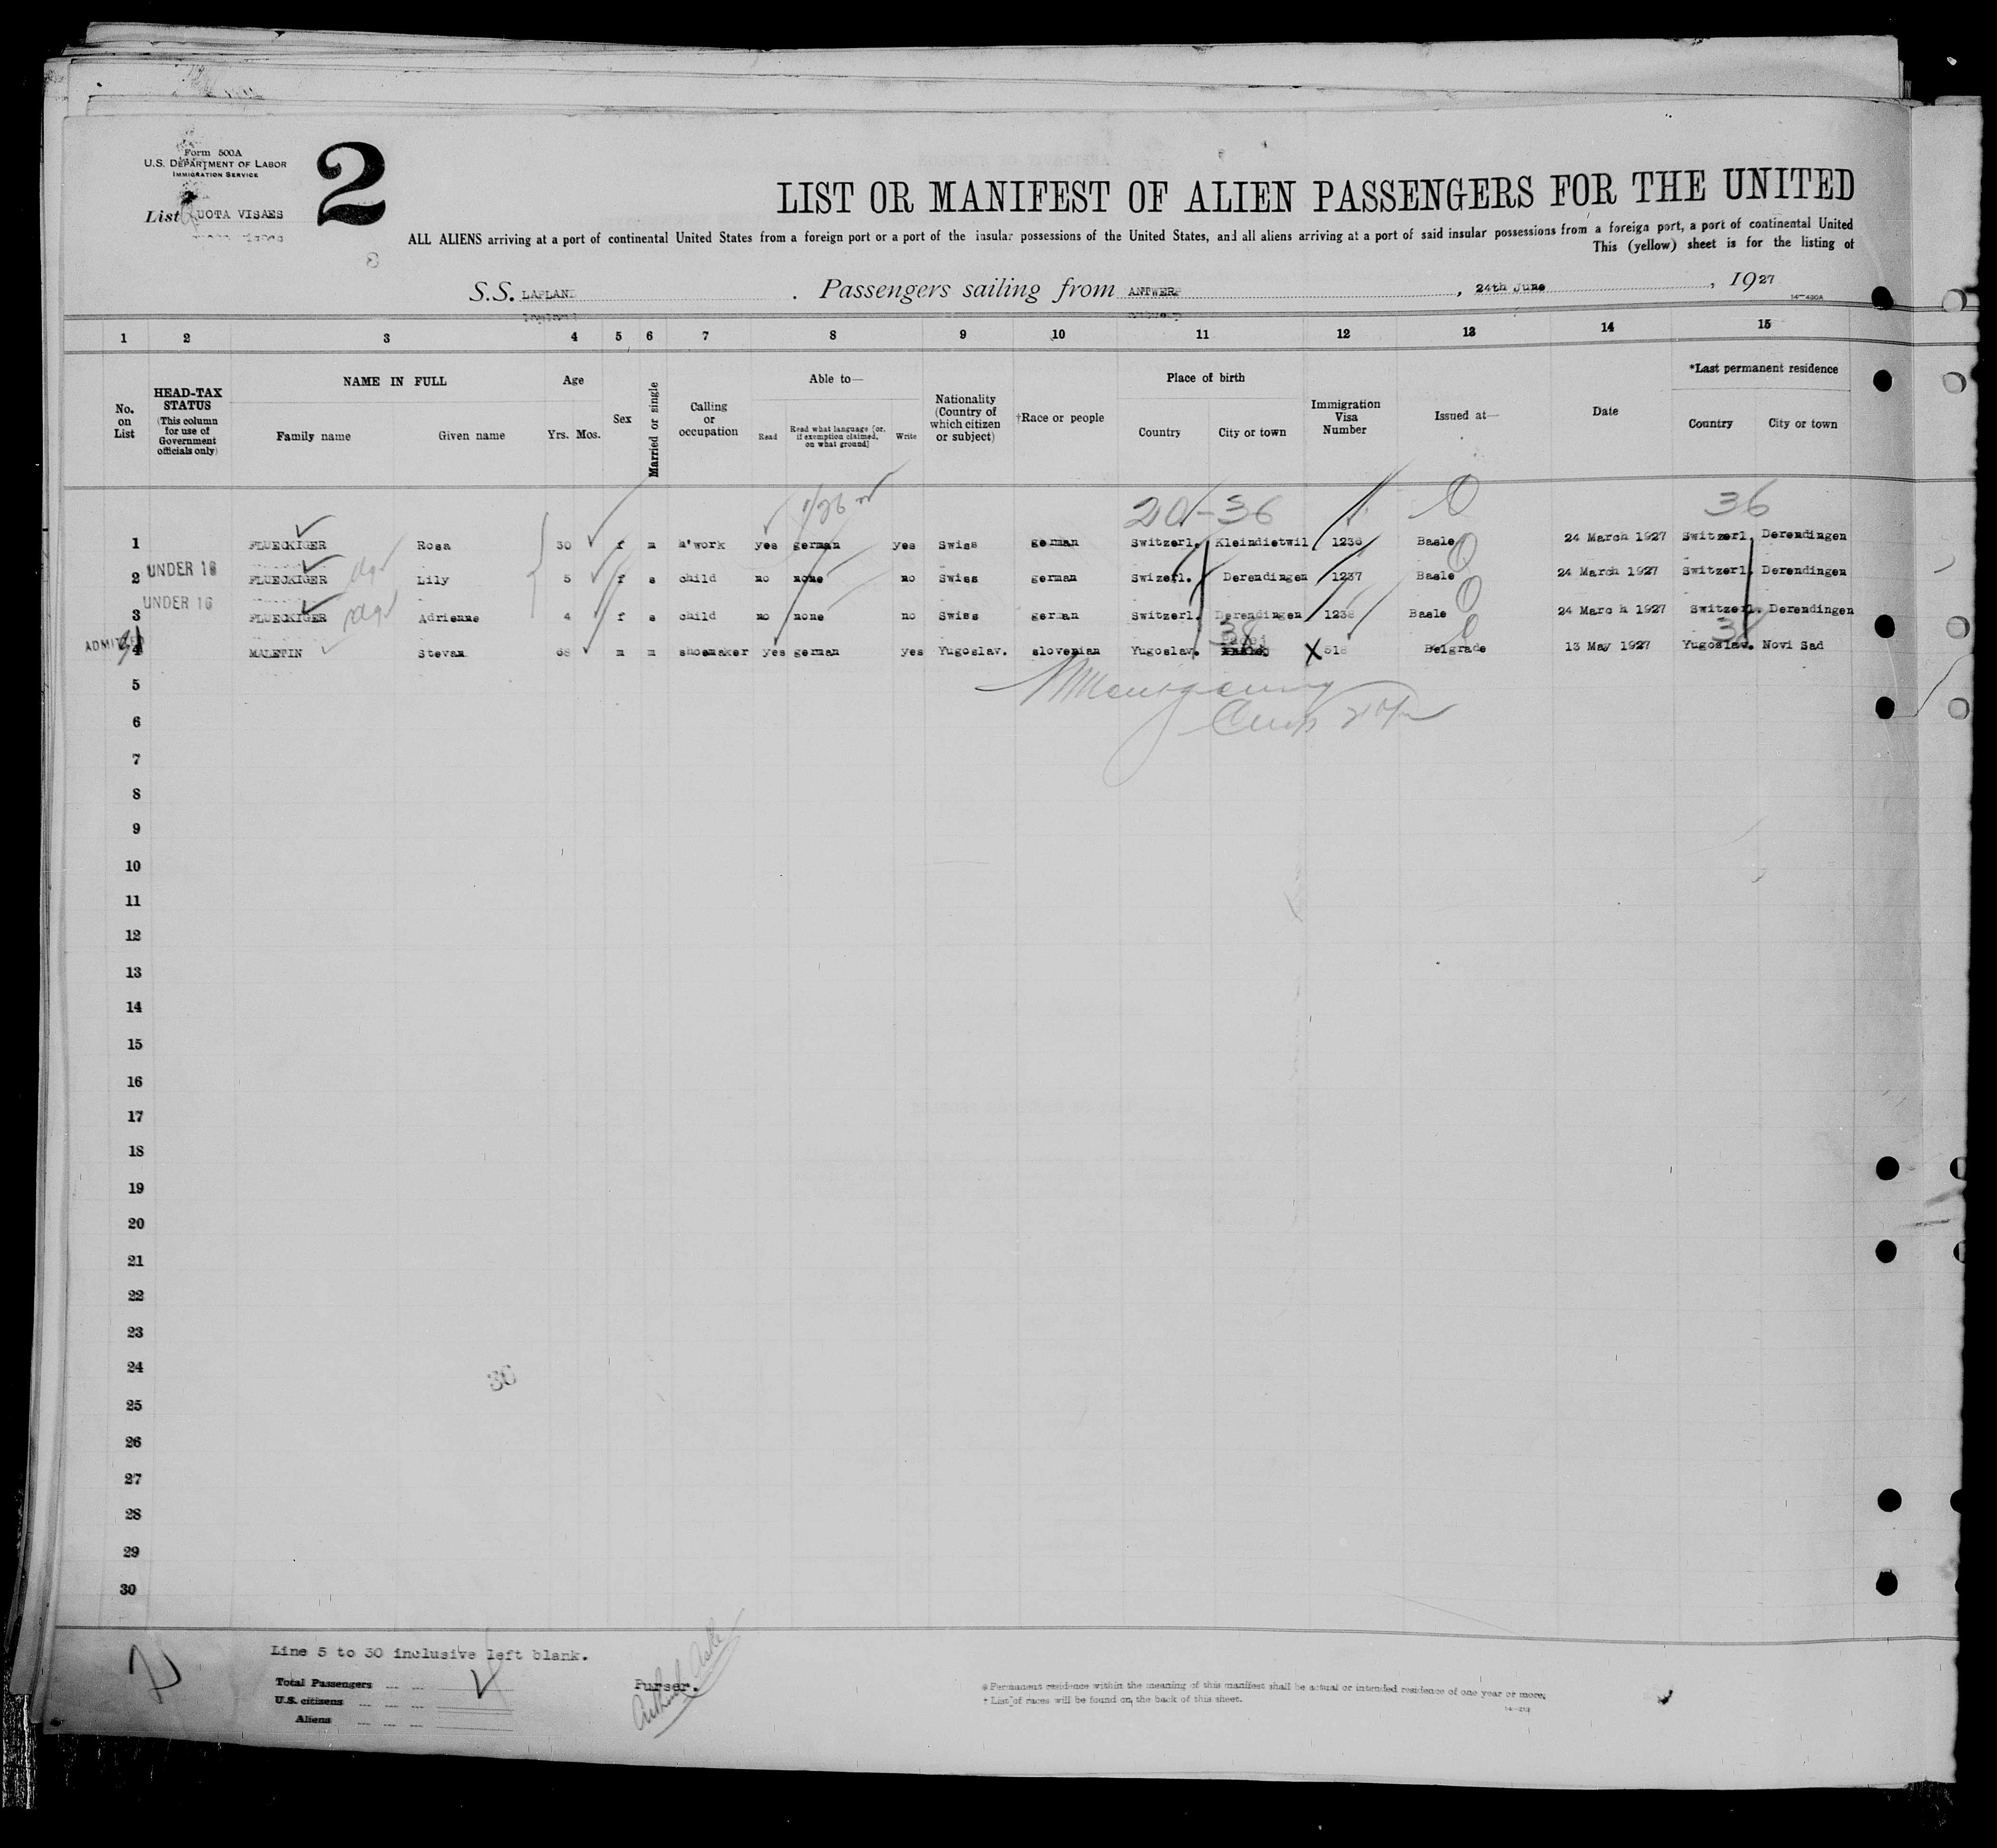 Form 500A
U.S. DEPARTMENT OF LABOR
IMMIGRATION SERVICE
2
List QUOTA VISAES
LIST OR MANIFEST OF ALIEN PASSENGERS FOR THE UNITED
ALL ALIENS arriving at a port of continental United States from a foreign port or a port of the insular possessions of the United States, and all aliens arriving at a port of said insular possessions from a foreign port, a port of continental United
This (yellow) sheet is for the listing of
S.S. LAPLAND. Passengers sailing from ANTWERP, 24th June, 1927
1 2 3 4 5 6 7 8 9 10 11 12 13 14 15
No. on List
HEAD-TAX STATUS (This column for use of Government officials only)
NAME IN FULL
Family name Given name
Age
Yrs. Mos.
Sex
Married or single
Calling or occupation
Able to—
Read Read what language [or, if exemption claimed, on what ground] Write
Nationality (Country of which citizen or subject)
†Race or people
Place of birth
Country City or town
Immigration Visa Number
Issued at—
Date
*Last permanent residence
Country City or town
20-36 36
1 FLUECKIGER Rosa 30 f m h'work yes german yes Swiss german Switzerl. Kleindietwil 1236 Basle 24 March 1927 Switzerl. Derendingen
UNDER 16
2 FLUECKIGER Lily 5 f s child no none no Swiss german Swizerl. Derendingen 1237 Basle 24 March 1927 Switzerl. Derendingen
UNDER 16
3 FLUECKIGER Adrienne 4 f s child no none no Swiss german Switzerl. Derendingen 1238 Basle 24 March 1927 Switzerl. Derendingen
38 38
ADMITTED
4 MALETIN Stevan 68 m m shoemaker yes german yes Yugoslav. slovenian Yugoslav. 518 Belgrade 13 May 1927 Yugoslav. Novi Sad
5
6
7
8
9
10
11
12
13
14
15
16
17
18
19
20
21
22
23
24
36
25
26
27
28
29
30
Line 5 to 30 inclusive left blank.
Total Passengers
U.S. citizens
Aliens
Purser.
* Permanent residence within the meaning of this manifest shall be actual or intended residence of one year or more.
† List of races will be found on the back of this sheet.